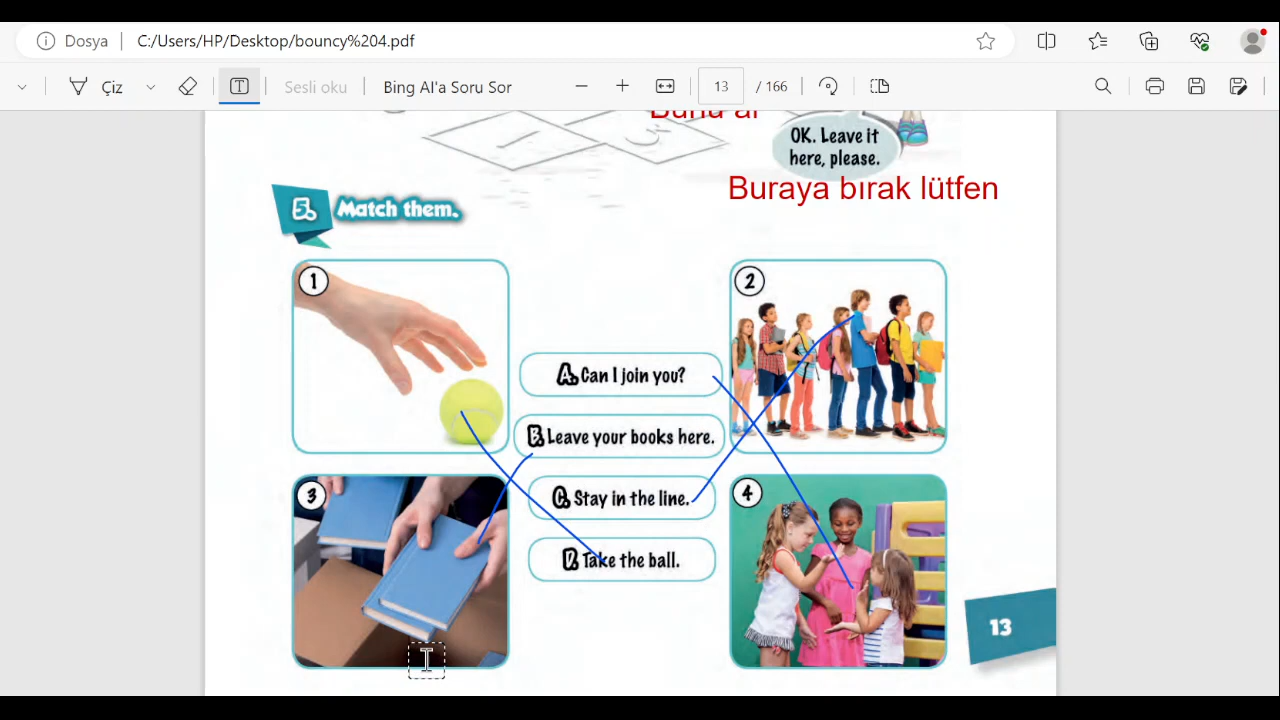 Dosya
C:/Users/HP/Desktop/bouncy%204.pdf
Çiz
Sesli oku
Bing AI'a Soru Sor
13
/ 166
Bunu al
OK. Leave it
here, please.
Buraya bırak lütfen
5. Match them.
1
2
A. Can I join you?
B. Leave your books here.
C. Stay in the line.
D. Take the ball.
3
4
13